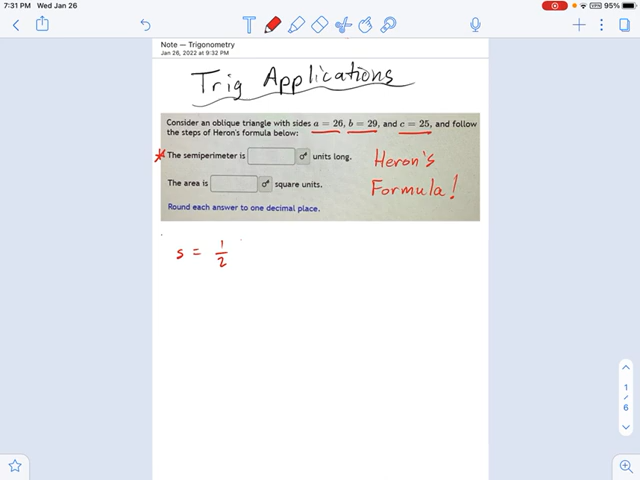 7:31 PM Wed Jan 26
VPN 95%
Note — Trigonometry
Jan 26, 2022 at 9:32 PM
Trig Applications
Consider an oblique triangle with sides a = 26, b = 29, and c = 25, and follow
the steps of Heron's formula below:
The semiperimeter is units long.
The area is square units.
Round each answer to one decimal place.
Heron's
Formula!
s = 1/2
1
/
6